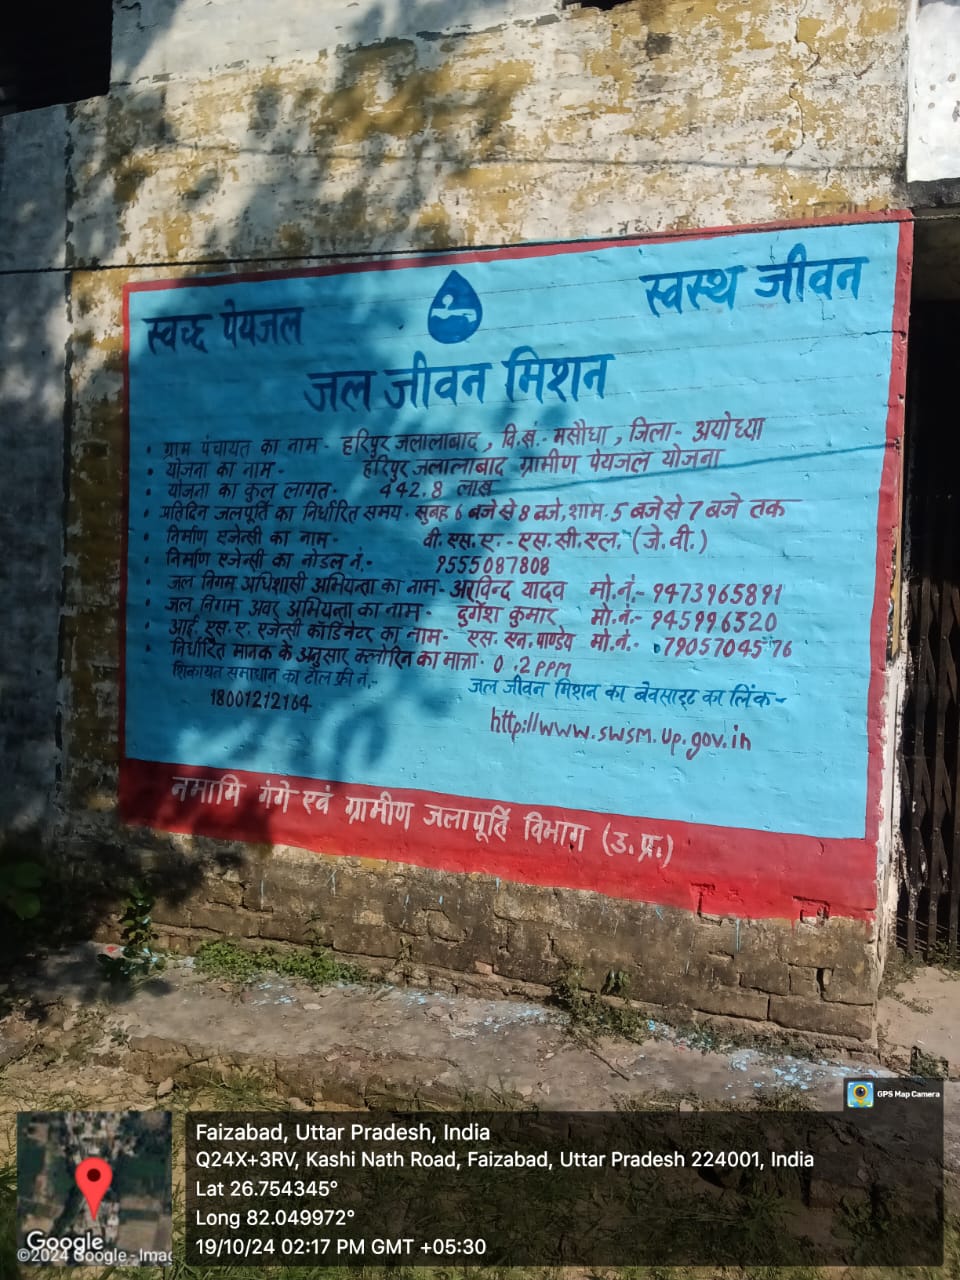 स्वच्छ पेयजल
स्वस्थ जीवन
जल जीवन मिशन
• ग्राम पंचायत का नाम- हरिपुर जलालाबाद, वि.ख.- मसौधा, जिला- अयोध्या
• योजना का नाम- हरिपुर जलालाबाद ग्रामीण पेयजल योजना
• योजना का कुल लागत- 442.8 लाख
• प्रतिदिन जलपूर्ति का निर्धारित समय- सुबह 6 बजे से 8 बजे, शाम. 5 बजे से 7 बजे तक
• निर्माण एजेन्सी का नाम- वी.एस.ए.- एस.सी.एल. (जे.वी.)
• निर्माण एजेन्सी का नोडल नं.- 9555087808
• जल निगम अधिशासी अभियन्ता का नाम- अरविन्द यादव मो.नं.- 9473965891
• जल निगम अवर अभियन्ता का नाम- दुर्गेश कुमार मो.नं.- 945996520
• आई. एस. ए. एजेन्सी कॉर्डिनेटर का नाम- एस. एन. पाण्डेय मो.नं.- 7905704576
• निर्धारित मानक के अनुसार क्लोरिन का मात्रा- 0.2 PPM
शिकायत समाधान का टोल फ्री नं.-
18001212164
जल जीवन मिशन का बेवसाइट का लिंक-
http://www.swsm.up.gov.in
नमामि गंगे एवं ग्रामीण जलापूर्ति विभाग (उ.प्र.)
GPS Map Camera
Faizabad, Uttar Pradesh, India
Q24X+3RV, Kashi Nath Road, Faizabad, Uttar Pradesh 224001, India
Lat 26.754345°
Long 82.049972°
19/10/24 02:17 PM GMT +05:30
Google
©2024 Google - Imag